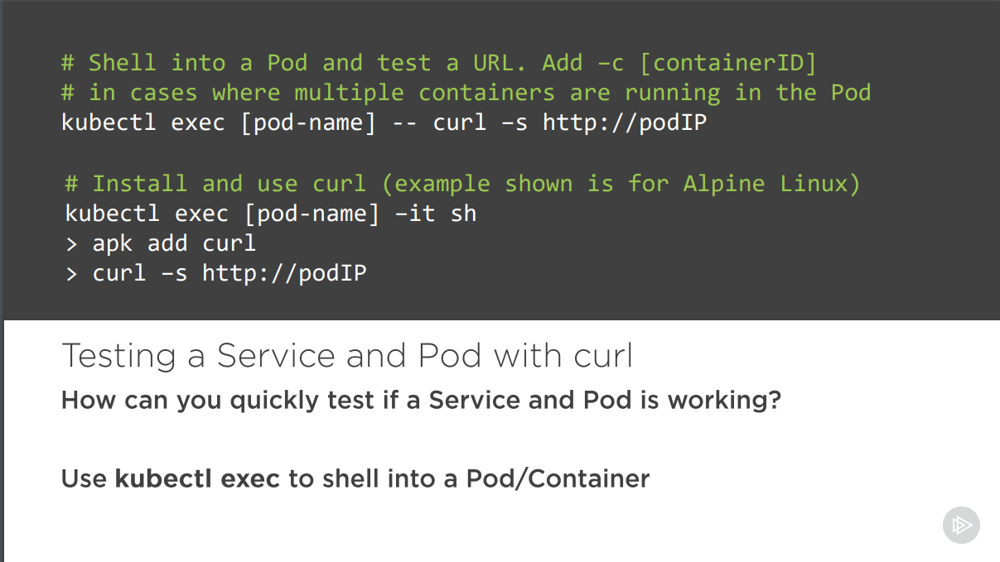 # Shell into a Pod and test a URL. Add –c [containerID]
# in cases where multiple containers are running in the Pod
kubectl exec [pod-name] -- curl –s http://podIP
# Install and use curl (example shown is for Alpine Linux)
kubectl exec [pod-name] –it sh
> apk add curl
> curl –s http://podIP
Testing a Service and Pod with curl
How can you quickly test if a Service and Pod is working?
Use kubectl exec to shell into a Pod/Container